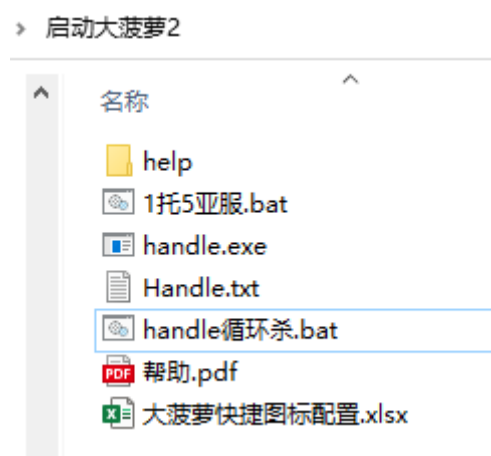 启动大菠萝2
名称
help
1托5亚服.bat
handle.exe
Handle.txt
handle循环杀.bat
PDF 帮助.pdf
大菠萝快捷图标配置.xlsx